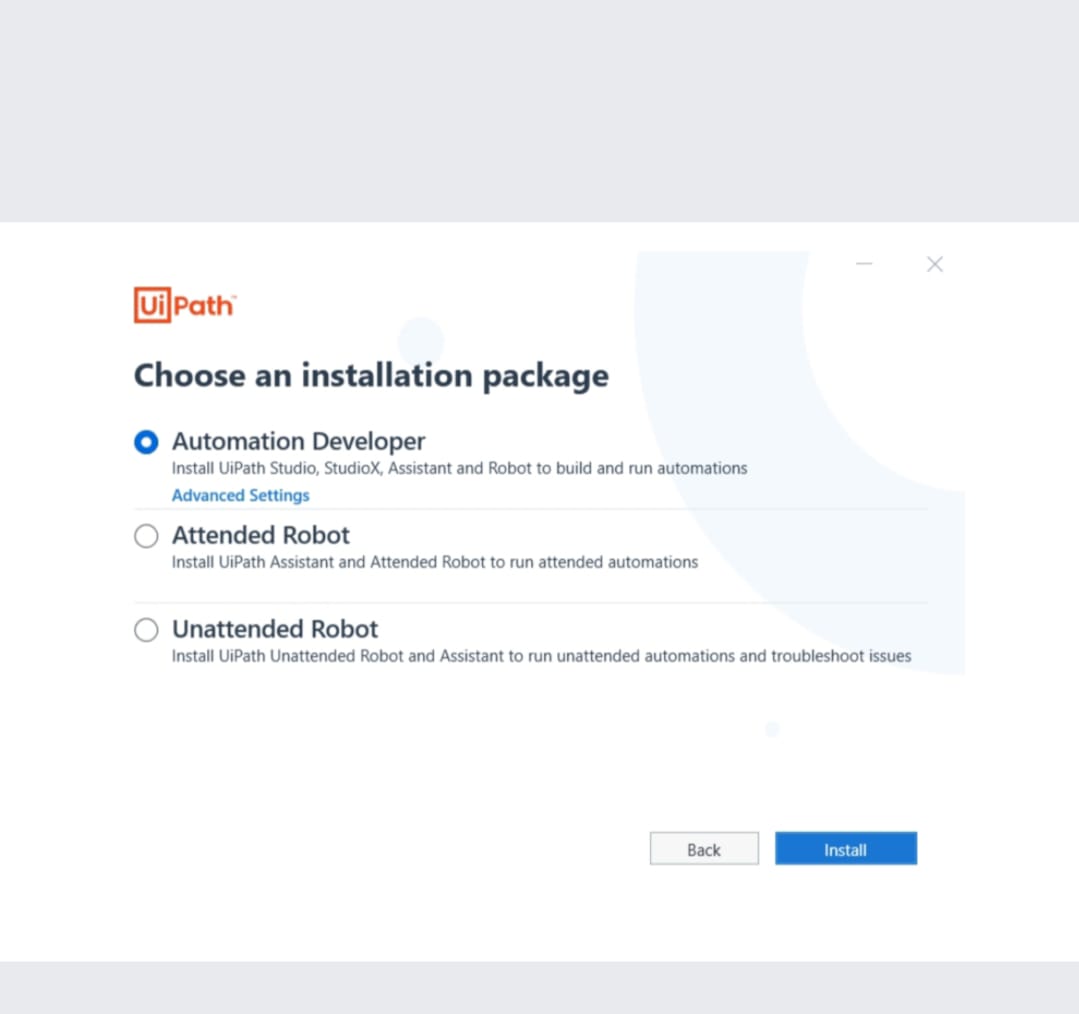 UiPath™
Choose an installation package
Automation Developer
Install UiPath Studio, StudioX, Assistant and Robot to build and run automations
Advanced Settings
Attended Robot
Install UiPath Assistant and Attended Robot to run attended automations
Unattended Robot
Install UiPath Unattended Robot and Assistant to run unattended automations and troubleshoot issues
Back Install